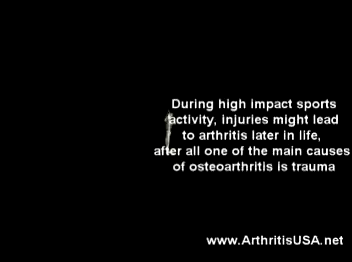 During high impact sports
activity, injuries might lead
to arthritis later in life,
after all one of the main causes
of osteoarthritis is trauma
www.ArthritisUSA.net